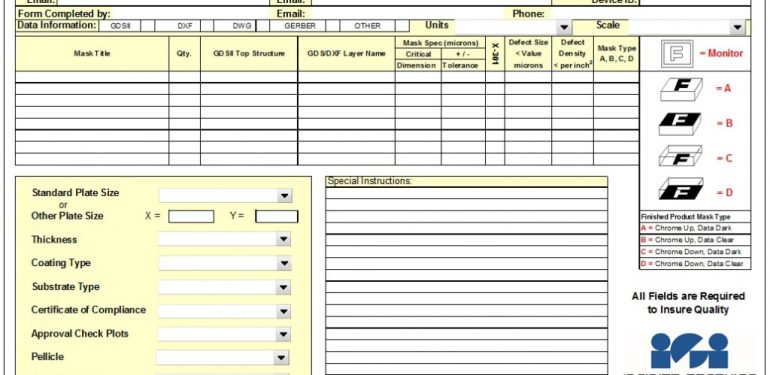 Email: Email: Device ID:
Form Completed by: Email: Phone:
Data Information: GDSII DXF DWG GERBER OTHER Units Scale
Mask Title Qty. GDSII Top Structure GDS/DXF Layer Name Mask Spec (microns) Critical Dimension + / - Tolerance X-301 Defect Size < Value microns Defect Density < per inch² Mask Type A, B, C, D
F = Monitor
F = A
F = B
F = C
F = D
Finished Product Mask Type
A = Chrome Up, Data Dark
B = Chrome Up, Data Clear
C = Chrome Down, Data Dark
D = Chrome Down, Data Clear
Standard Plate Size
or
Other Plate Size X = Y =
Thickness
Coating Type
Substrate Type
Certificate of Compliance
Approval Check Plots
Pellicle
Special Instructions:
All Fields are Required
to Insure Quality